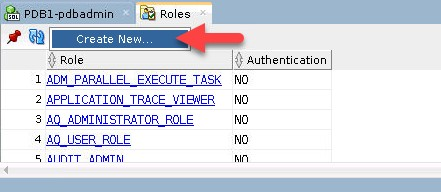 PDB1-pdbadmin Roles
Create New...
Role Authentication
1 ADM_PARALLEL_EXECUTE_TASK NO
2 APPLICATION_TRACE_VIEWER NO
3 AQ_ADMINISTRATOR_ROLE NO
4 AQ_USER_ROLE NO
5 AUDIT_ADMIN NO